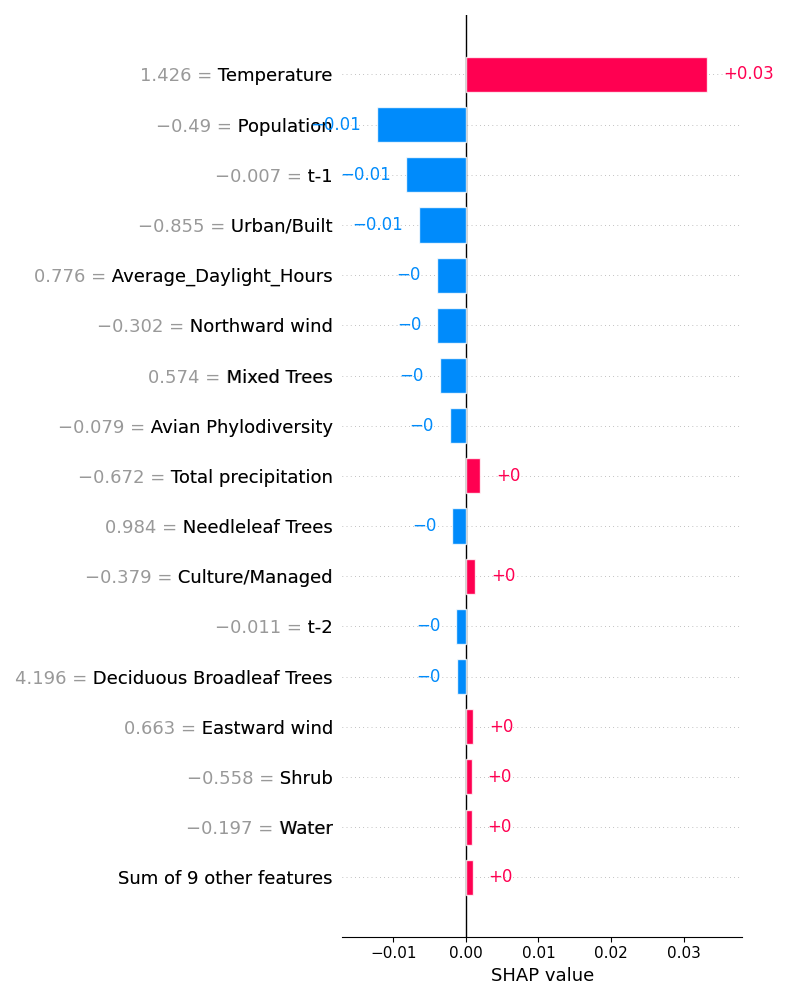 1.426 = Temperature +0.03
−0.49 = Population −0.01
−0.007 = t-1 −0.01
−0.855 = Urban/Built −0.01
0.776 = Average_Daylight_Hours −0
−0.302 = Northward wind −0
0.574 = Mixed Trees −0
−0.079 = Avian Phylodiversity −0
−0.672 = Total precipitation +0
0.984 = Needleleaf Trees −0
−0.379 = Culture/Managed +0
−0.011 = t-2 −0
4.196 = Deciduous Broadleaf Trees −0
0.663 = Eastward wind +0
−0.558 = Shrub +0
−0.197 = Water +0
Sum of 9 other features +0
−0.01 0.00 0.01 0.02 0.03
SHAP value